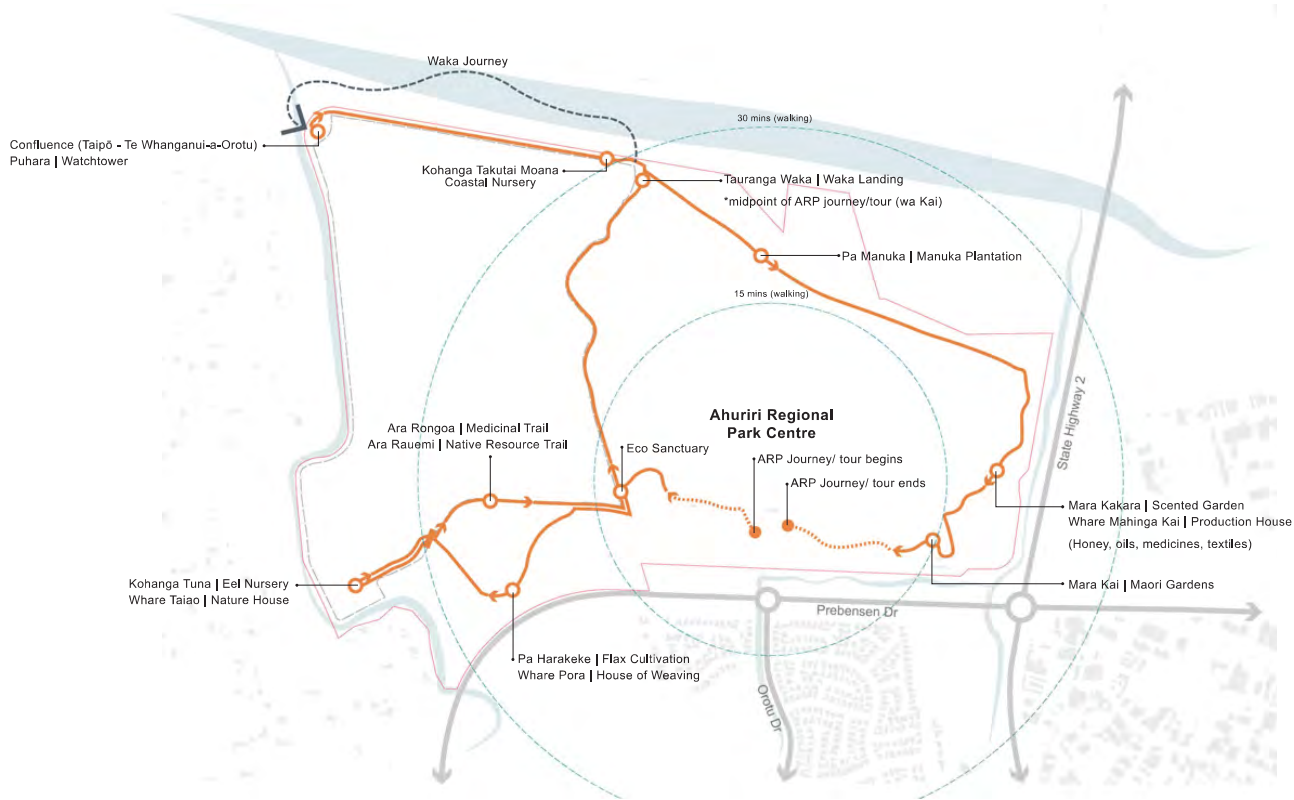 Waka Journey
30 mins (walking)
Confluence (Taipō - Te Whanganui-a-Orotu)
Puhara | Watchtower
Kohanga Takutai Moana
Coastal Nursery
Tauranga Waka | Waka Landing
*midpoint of ARP journey/tour (wa Kai)
Pa Manuka | Manuka Plantation
15 mins (walking)
State Highway 2
Ahuriri Regional
Park Centre
Ara Rongoa | Medicinal Trail
Ara Rauemi | Native Resource Trail
Eco Sanctuary
ARP Journey/ tour begins
ARP Journey/ tour ends
Mara Kakara | Scented Garden
Whare Mahinga Kai | Production House
(Honey, oils, medicines, textiles)
Kohanga Tuna | Eel Nursery
Whare Taiao | Nature House
Mara Kai | Maori Gardens
Prebensen Dr
Pa Harakeke | Flax Cultivation
Whare Pora | House of Weaving
Orotu Dr